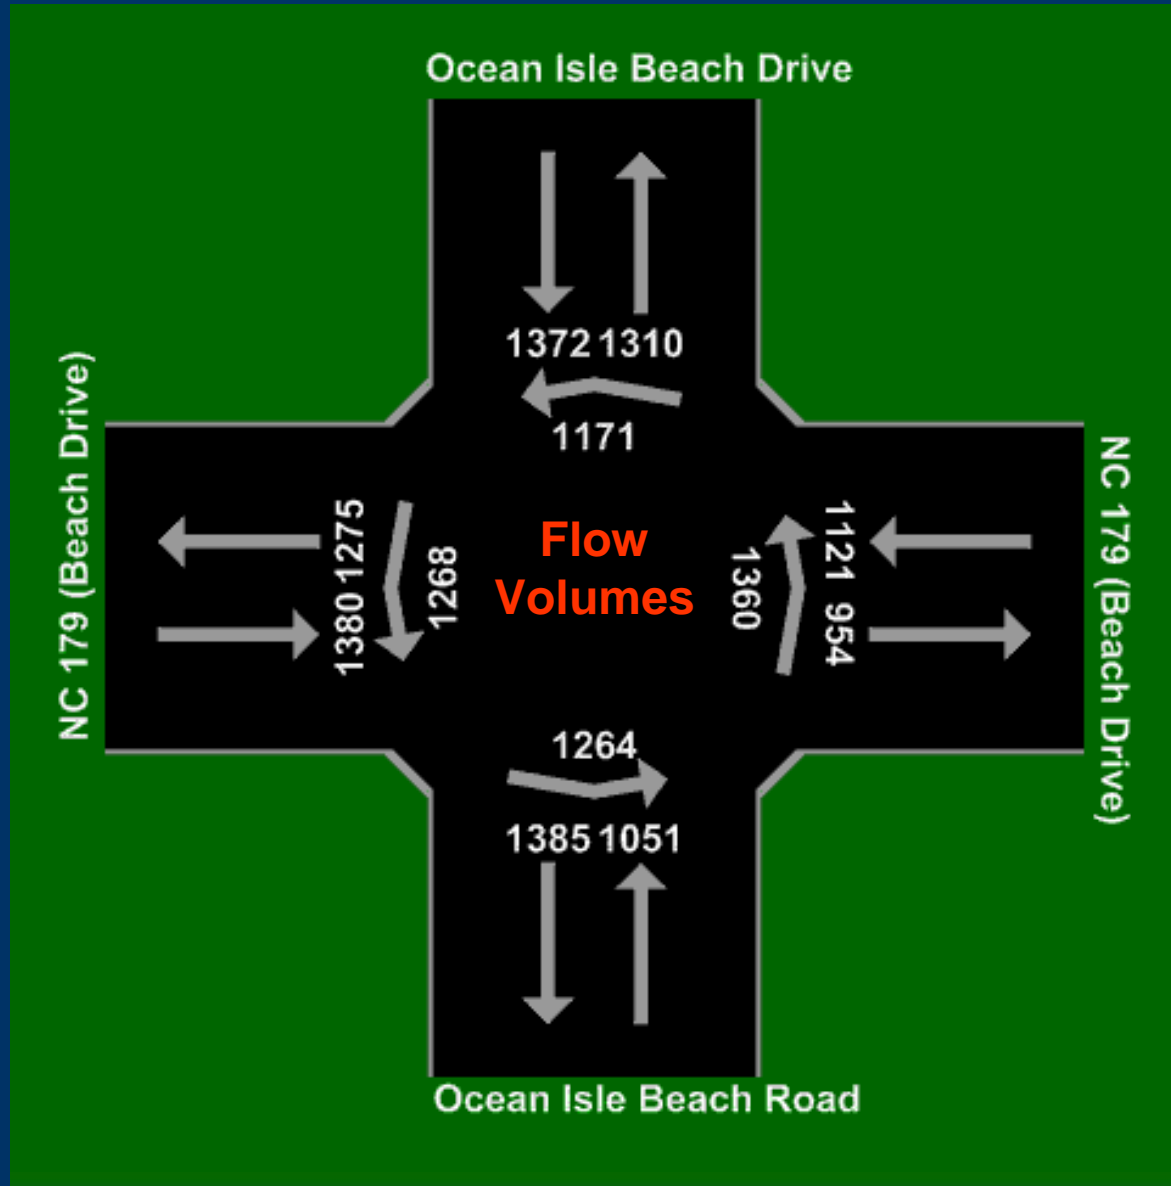 Ocean Isle Beach Drive
1372 1310
1171
NC 179 (Beach Drive)
1380 1275
1268
Flow
Volumes
1360
1121 954
NC 179 (Beach Drive)
1264
1385 1051
Ocean Isle Beach Road